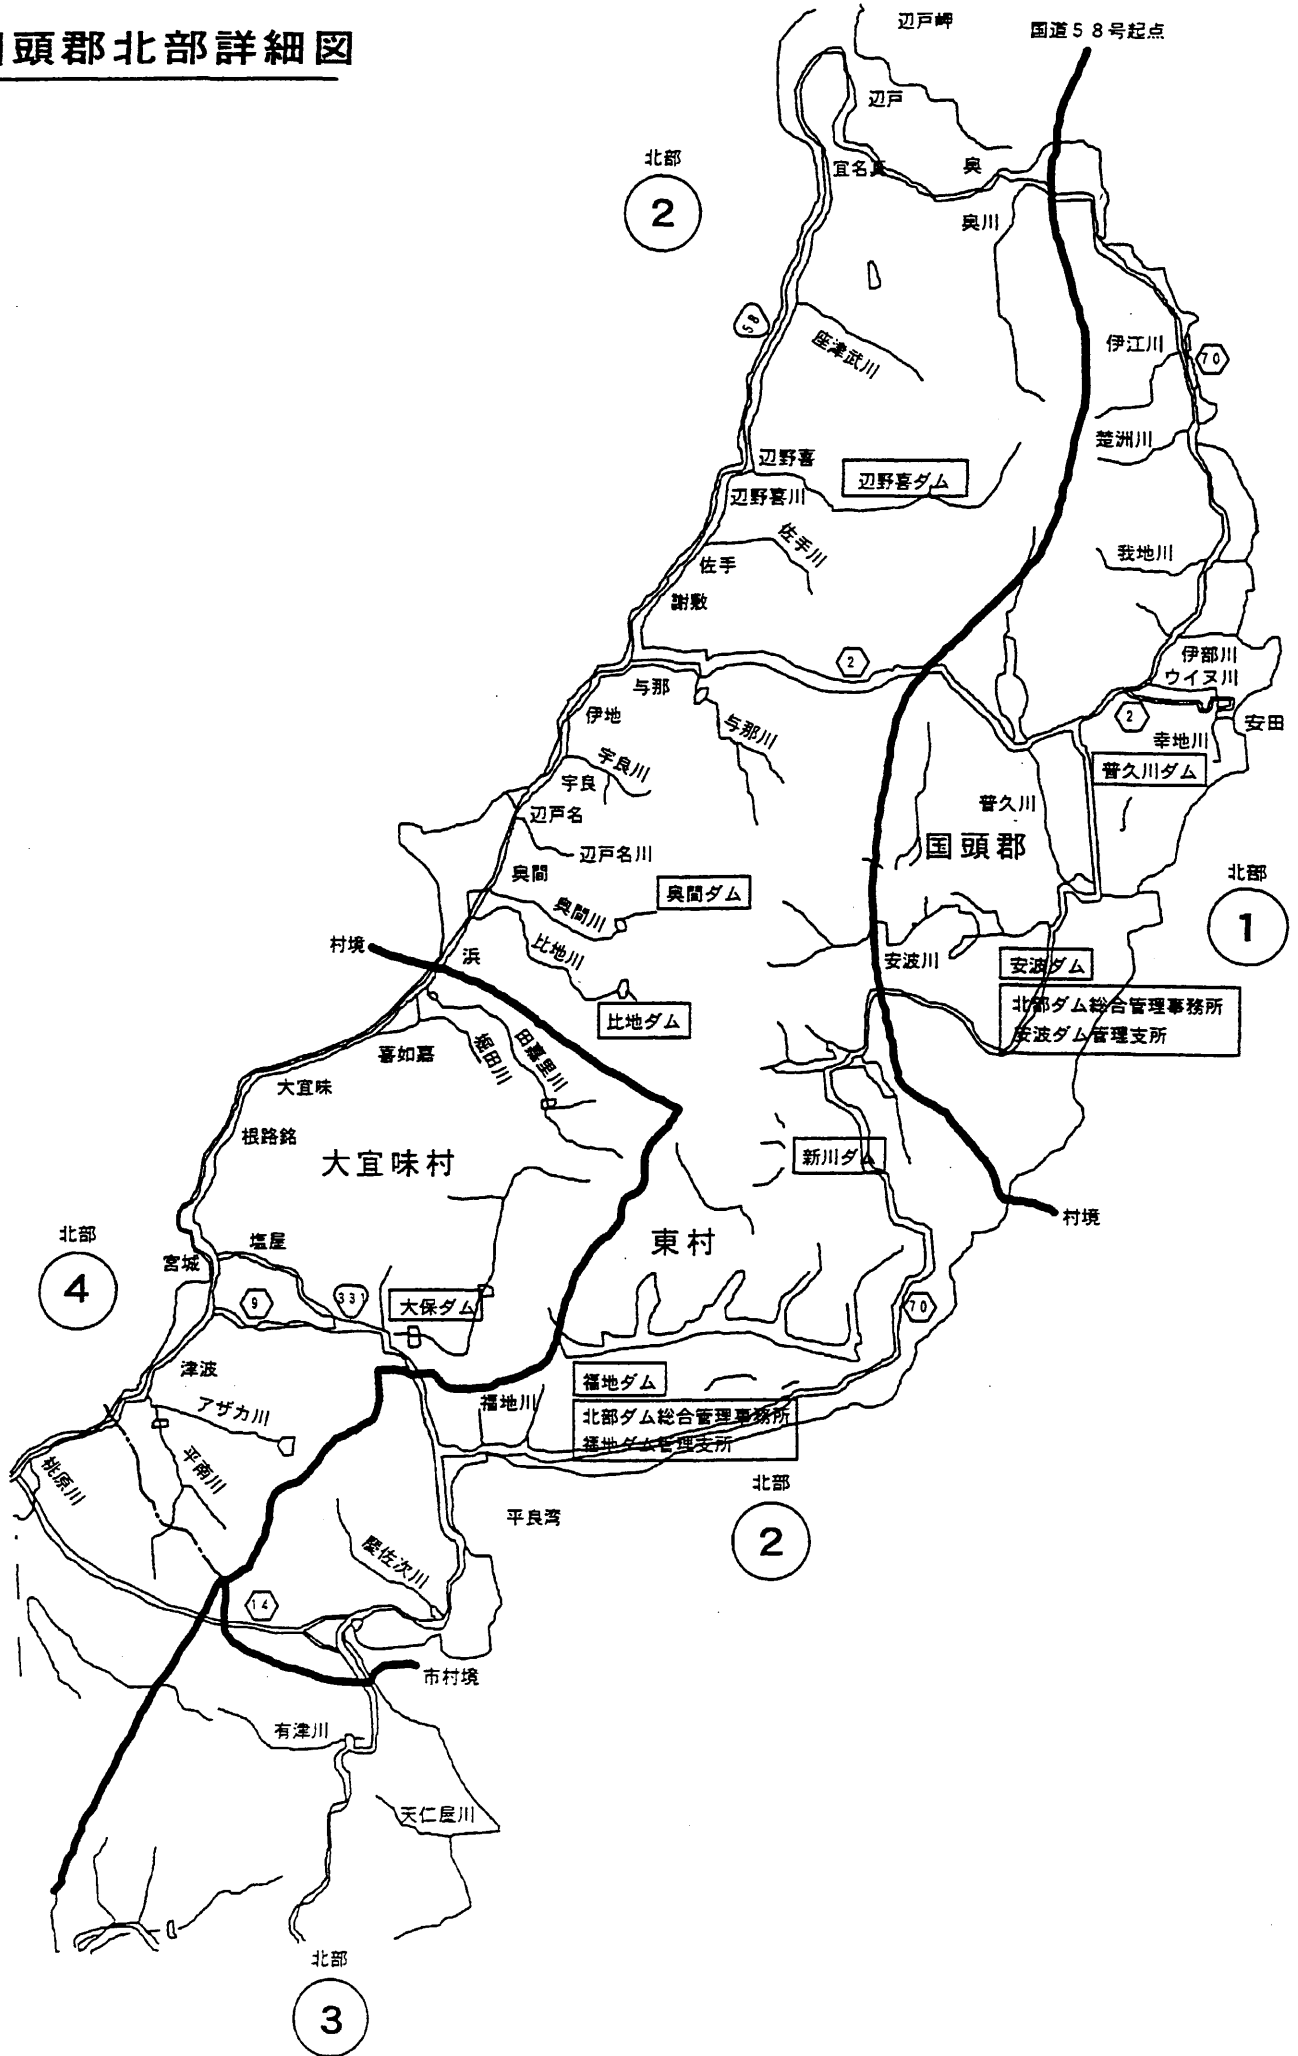 頭郡北部詳細図
辺戸岬
国道58号起点
辺戸
北部
2
宜名真
奥
奥川
58
座津武川
伊江川
70
楚洲川
辺野喜
辺野喜ダム
辺野喜川
佐手川
佐手
我地川
謝敷
伊部川
2
ウイヌ川
与那
2
安田
伊地
与那川
幸地川
宇良川
普久川ダム
宇良
普久川
辺戸名
国頭郡
辺戸名川
奥間
奥間ダム
北部
1
奥間川
村境
浜
比地川
安波川
安波ダム
比地ダム
北部ダム総合管理事務所
安波ダム管理支所
喜如嘉
田嘉里川
大宜味
根路銘
大宜味村
新川ダム
村境
東村
塩屋
北部
4
宮城
9
331
大保ダム
70
津波
福地川
福地ダム
アザカ川
北部ダム総合管理事務所
福地ダム管理支所
平南川
桃原川
北部
2
平良湾
慶佐次川
14
市村境
有津川
天仁屋川
北部
3